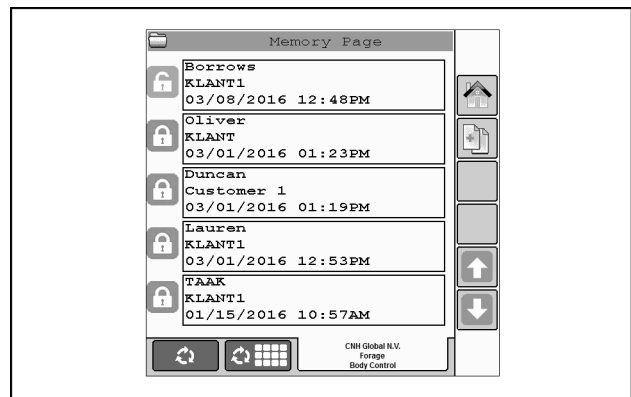 Memory Page
Borrows
KLANT1
03/08/2016 12:48PM
Oliver
KLANT
03/01/2016 01:23PM
Duncan
Customer 1
03/01/2016 01:19PM
Lauren
KLANT1
03/01/2016 12:53PM
TAAK
KLANT1
01/15/2016 10:57AM
CNH Global N.V.
Forage
Body Control